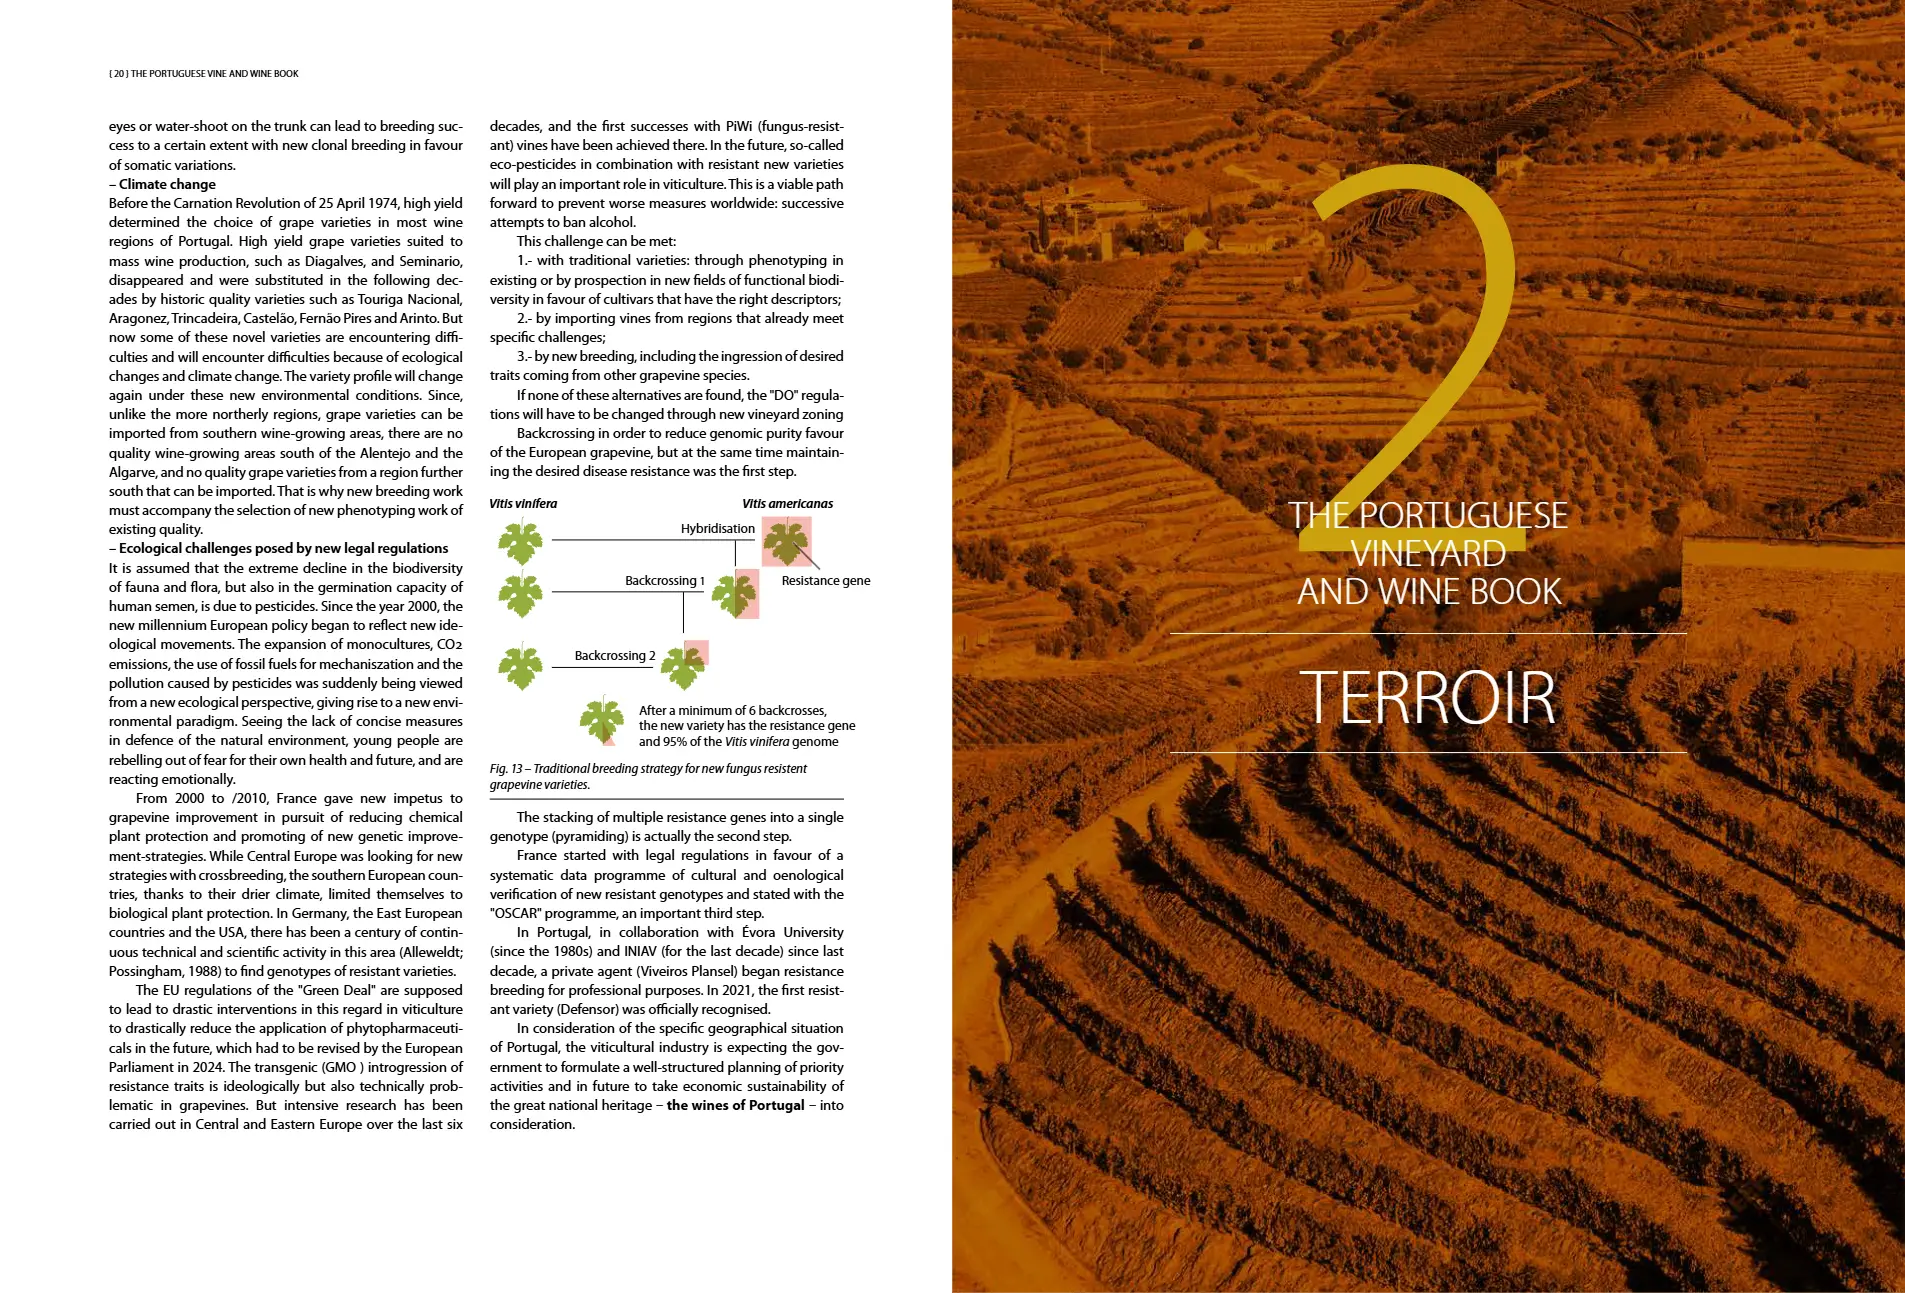 { 20 } THE PORTUGUESE VINE AND WINE BOOK
eyes or water-shoot on the trunk can lead to breeding suc-
cess to a certain extent with new clonal breeding in favour
of somatic variations.
– Climate change
Before the Carnation Revolution of 25 April 1974, high yield
determined the choice of grape varieties in most wine
regions of Portugal. High yield grape varieties suited to
mass wine production, such as Diagalves, and Seminario,
disappeared and were substituted in the following dec-
ades by historic quality varieties such as Touriga Nacional,
Aragonez, Trincadeira, Castelão, Fernão Pires and Arinto. But
now some of these novel varieties are encountering diffi-
culties and will encounter difficulties because of ecological
changes and climate change. The variety profile will change
again under these new environmental conditions. Since,
unlike the more northerly regions, grape varieties can be
imported from southern wine-growing areas, there are no
quality wine-growing areas south of the Alentejo and the
Algarve, and no quality grape varieties from a region further
south that can be imported. That is why new breeding work
must accompany the selection of new phenotyping work of
existing quality.
– Ecological challenges posed by new legal regulations
It is assumed that the extreme decline in the biodiversity
of fauna and flora, but also in the germination capacity of
human semen, is due to pesticides. Since the year 2000, the
new millennium European policy began to reflect new ide-
ological movements. The expansion of monocultures, CO2
emissions, the use of fossil fuels for mechaniszation and the
pollution caused by pesticides was suddenly being viewed
from a new ecological perspective, giving rise to a new envi-
ronmental paradigm. Seeing the lack of concise measures
in defence of the natural environment, young people are
rebelling out of fear for their own health and future, and are
reacting emotionally.
From 2000 to /2010, France gave new impetus to
grapevine improvement in pursuit of reducing chemical
plant protection and promoting of new genetic improve-
ment-strategies. While Central Europe was looking for new
strategies with crossbreeding, the southern European coun-
tries, thanks to their drier climate, limited themselves to
biological plant protection. In Germany, the East European
countries and the USA, there has been a century of contin-
uous technical and scientific activity in this area (Alleweldt;
Possingham, 1988) to find genotypes of resistant varieties.
The EU regulations of the "Green Deal" are supposed
to lead to drastic interventions in this regard in viticulture
to drastically reduce the application of phytopharmaceuti-
cals in the future, which had to be revised by the European
Parliament in 2024. The transgenic (GMO ) introgression of
resistance traits is ideologically but also technically prob-
lematic in grapevines. But intensive research has been
carried out in Central and Eastern Europe over the last six
decades, and the first successes with PiWi (fungus-resist-
ant) vines have been achieved there. In the future, so-called
eco-pesticides in combination with resistant new varieties
will play an important role in viticulture. This is a viable path
forward to prevent worse measures worldwide: successive
attempts to ban alcohol.
This challenge can be met:
1.- with traditional varieties: through phenotyping in
existing or by prospection in new fields of functional biodi-
versity in favour of cultivars that have the right descriptors;
2.- by importing vines from regions that already meet
specific challenges;
3.- by new breeding, including the ingression of desired
traits coming from other grapevine species.
If none of these alternatives are found, the "DO" regula-
tions will have to be changed through new vineyard zoning
Backcrossing in order to reduce genomic purity favour
of the European grapevine, but at the same time maintain-
ing the desired disease resistance was the first step.
Vitis vinífera
Vitis americanas
Hybridisation
Resistance gene
Backcrossing 1
Backcrossing 2
After a minimum of 6 backcrosses,
the new variety has the resistance gene
and 95% of the Vitis vinifera genome
Fig. 13 – Traditional breeding strategy for new fungus resistent
grapevine varieties.
The stacking of multiple resistance genes into a single
genotype (pyramiding) is actually the second step.
France started with legal regulations in favour of a
systematic data programme of cultural and oenological
verification of new resistant genotypes and stated with the
"OSCAR" programme, an important third step.
In Portugal, in collaboration with Évora University
(since the 1980s) and INIAV (for the last decade) since last
decade, a private agent (Viveiros Plansel) began resistance
breeding for professional purposes. In 2021, the first resist-
ant variety (Defensor) was officially recognised.
In consideration of the specific geographical situation
of Portugal, the viticultural industry is expecting the gov-
ernment to formulate a well-structured planning of priority
activities and in future to take economic sustainability of
the great national heritage – the wines of Portugal – into
consideration.
2
THE PORTUGUESE
VINEYARD
AND WINE BOOK
TERROIR